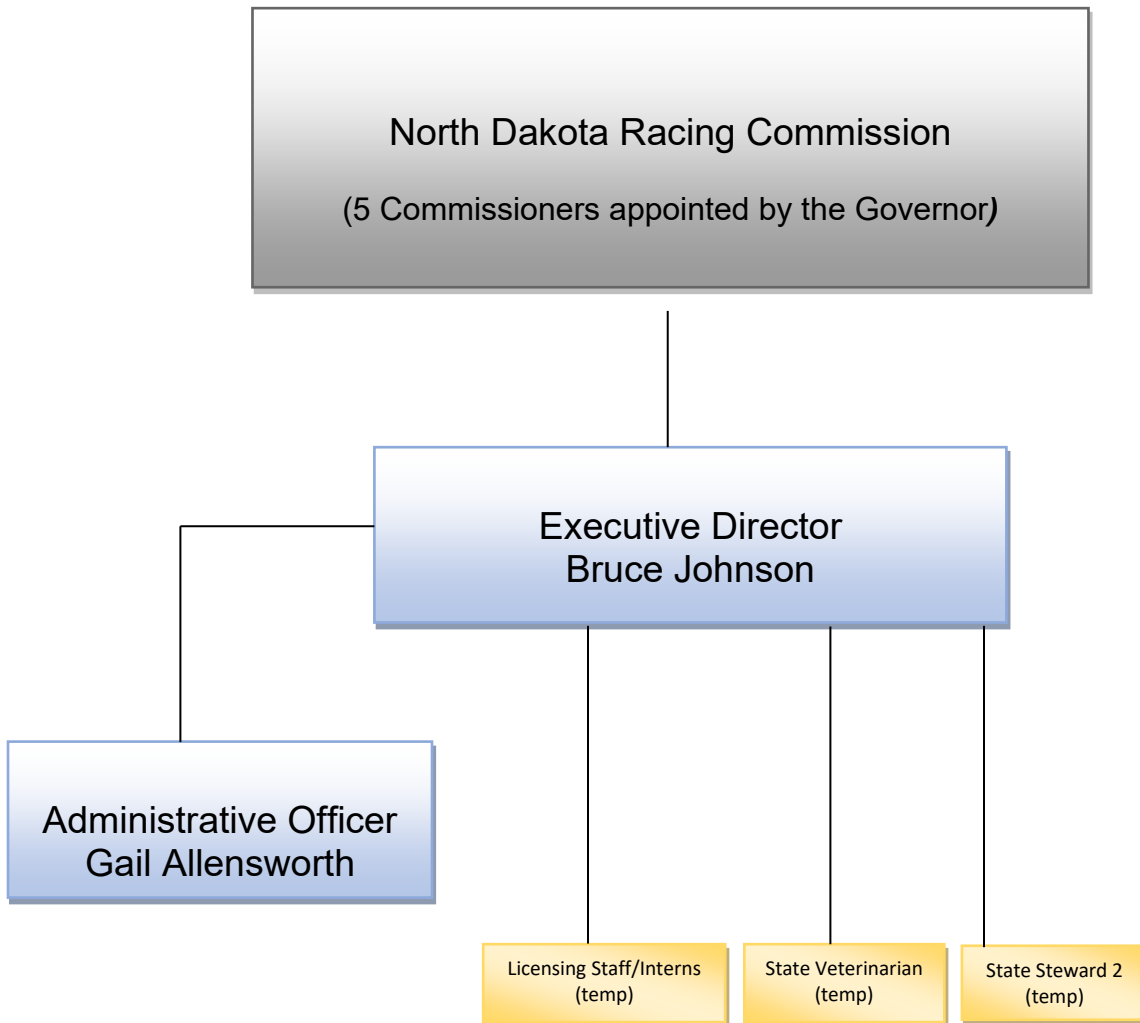 North Dakota Racing Commission
(5 Commissioners appointed by the Governor)
Executive Director
Bruce Johnson
Administrative Officer
Gail Allensworth
Licensing Staff/Interns
(temp)
State Veterinarian
(temp)
State Steward 2
(temp)